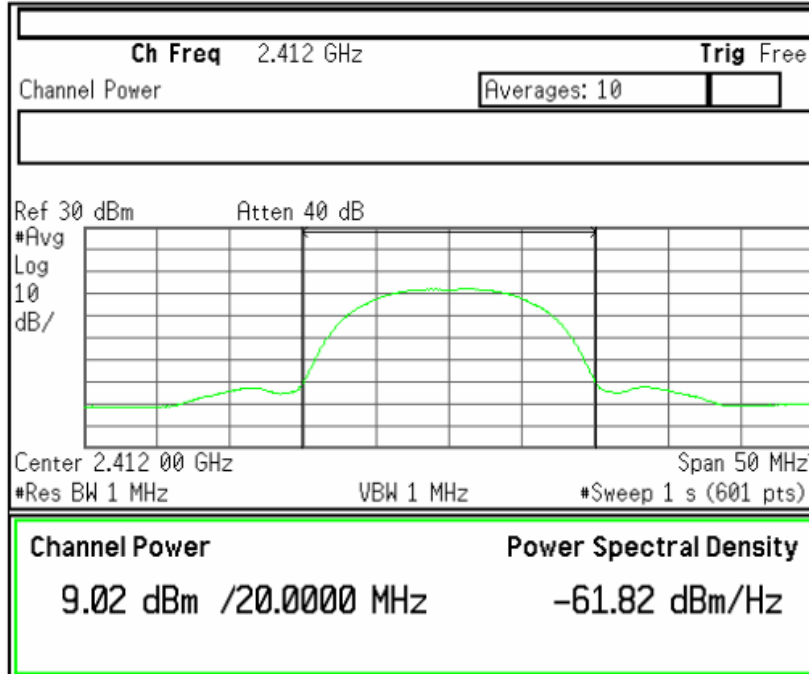 Ch Freq 2.412 GHz Trig Free
Channel Power Averages: 10
Ref 30 dBm Atten 40 dB
#Avg
Log
10
dB/
Center 2.412 00 GHz Span 50 MHz
#Res BW 1 MHz VBW 1 MHz #Sweep 1 s (601 pts)
Channel Power Power Spectral Density
9.02 dBm /20.0000 MHz -61.82 dBm/Hz